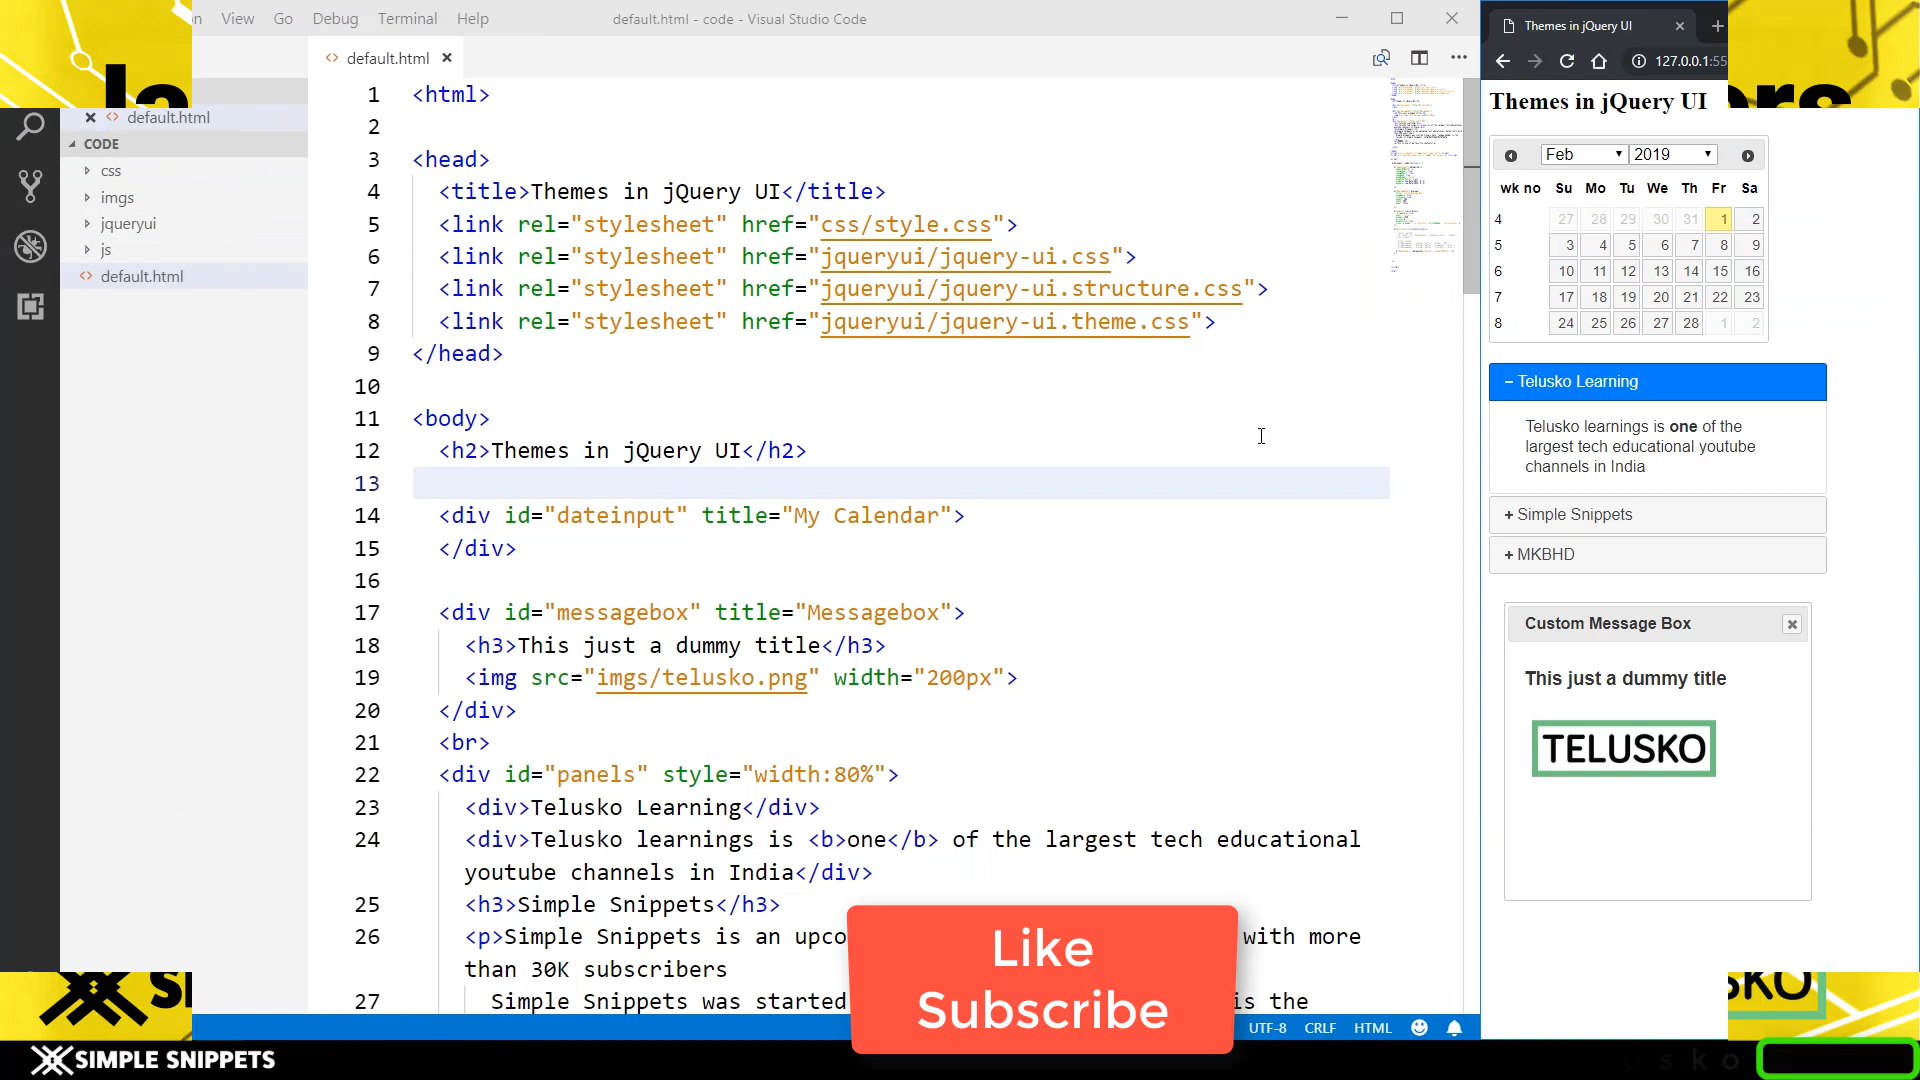 View Go Debug Terminal Help
default.html - code - Visual Studio Code
default.html
default.html
CODE
css
imgs
jqueryui
js
default.html
1 <html>
2
3 <head>
4 <title>Themes in jQuery UI</title>
5 <link rel="stylesheet" href="css/style.css">
6 <link rel="stylesheet" href="jqueryui/jquery-ui.css">
7 <link rel="stylesheet" href="jqueryui/jquery-ui.structure.css">
8 <link rel="stylesheet" href="jqueryui/jquery-ui.theme.css">
9 </head>
10
11 <body>
12 <h2>Themes in jQuery UI</h2>
13
14 <div id="dateinput" title="My Calendar">
15 </div>
16
17 <div id="messagebox" title="Messagebox">
18 <h3>This just a dummy title</h3>
19 <img src="imgs/telusko.png" width="200px">
20 </div>
21 <br>
22 <div id="panels" style="width:80%">
23 <div>Telusko Learning</div>
24 <div>Telusko learnings is <b>one</b> of the largest tech educational
youtube channels in India</div>
25 <h3>Simple Snippets</h3>
26 <p>Simple Snippets is an upco with more
than 30K subscribers
27 Simple Snippets was started is the
Like
Subscribe
UTF-8 CRLF HTML
Themes in jQuery UI
127.0.0.1:55
Themes in jQuery UI
Feb 2019
wk no Su Mo Tu We Th Fr Sa
4 27 28 29 30 31 1 2
5 3 4 5 6 7 8 9
6 10 11 12 13 14 15 16
7 17 18 19 20 21 22 23
8 24 25 26 27 28 1 2
− Telusko Learning
Telusko learnings is one of the
largest tech educational youtube
channels in India
+ Simple Snippets
+ MKBHD
Custom Message Box
This just a dummy title
TELUSKO
SIMPLE SNIPPETS
s k o